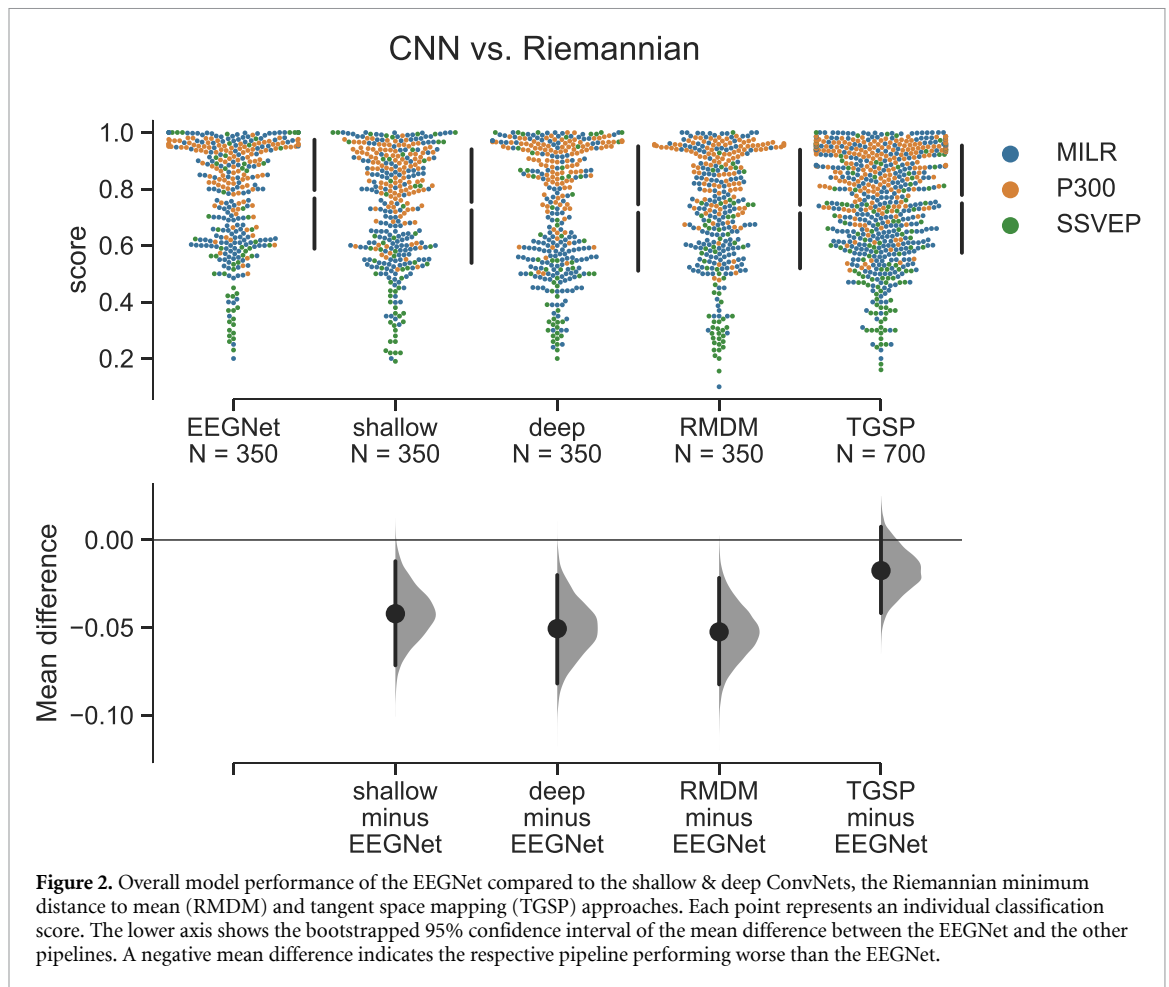 CNN vs. Riemannian
1.0
0.8
0.6
0.4
0.2
score
MILR
P300
SSVEP
EEGNet
N = 350
shallow
N = 350
deep
N = 350
RMDM
N = 350
TGSP
N = 700
0.00
−0.05
−0.10
Mean difference
shallow
minus
EEGNet
deep
minus
EEGNet
RMDM
minus
EEGNet
TGSP
minus
EEGNet
Figure 2. Overall model performance of the EEGNet compared to the shallow & deep ConvNets, the Riemannian minimum
distance to mean (RMDM) and tangent space mapping (TGSP) approaches. Each point represents an individual classification
score. The lower axis shows the bootstrapped 95% confidence interval of the mean difference between the EEGNet and the other
pipelines. A negative mean difference indicates the respective pipeline performing worse than the EEGNet.